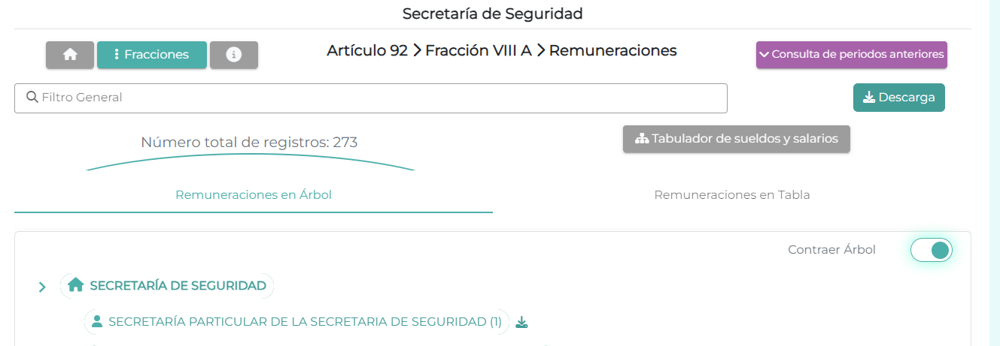 Secretaría de Seguridad
Fracciones
Artículo 92 > Fracción VIII A > Remuneraciones
Consulta de periodos anteriores
Filtro General
Descarga
Número total de registros: 273
Tabulador de sueldos y salarios
Remuneraciones en Árbol
Remuneraciones en Tabla
Contraer Árbol
SECRETARÍA DE SEGURIDAD
SECRETARÍA PARTICULAR DE LA SECRETARIA DE SEGURIDAD (1)